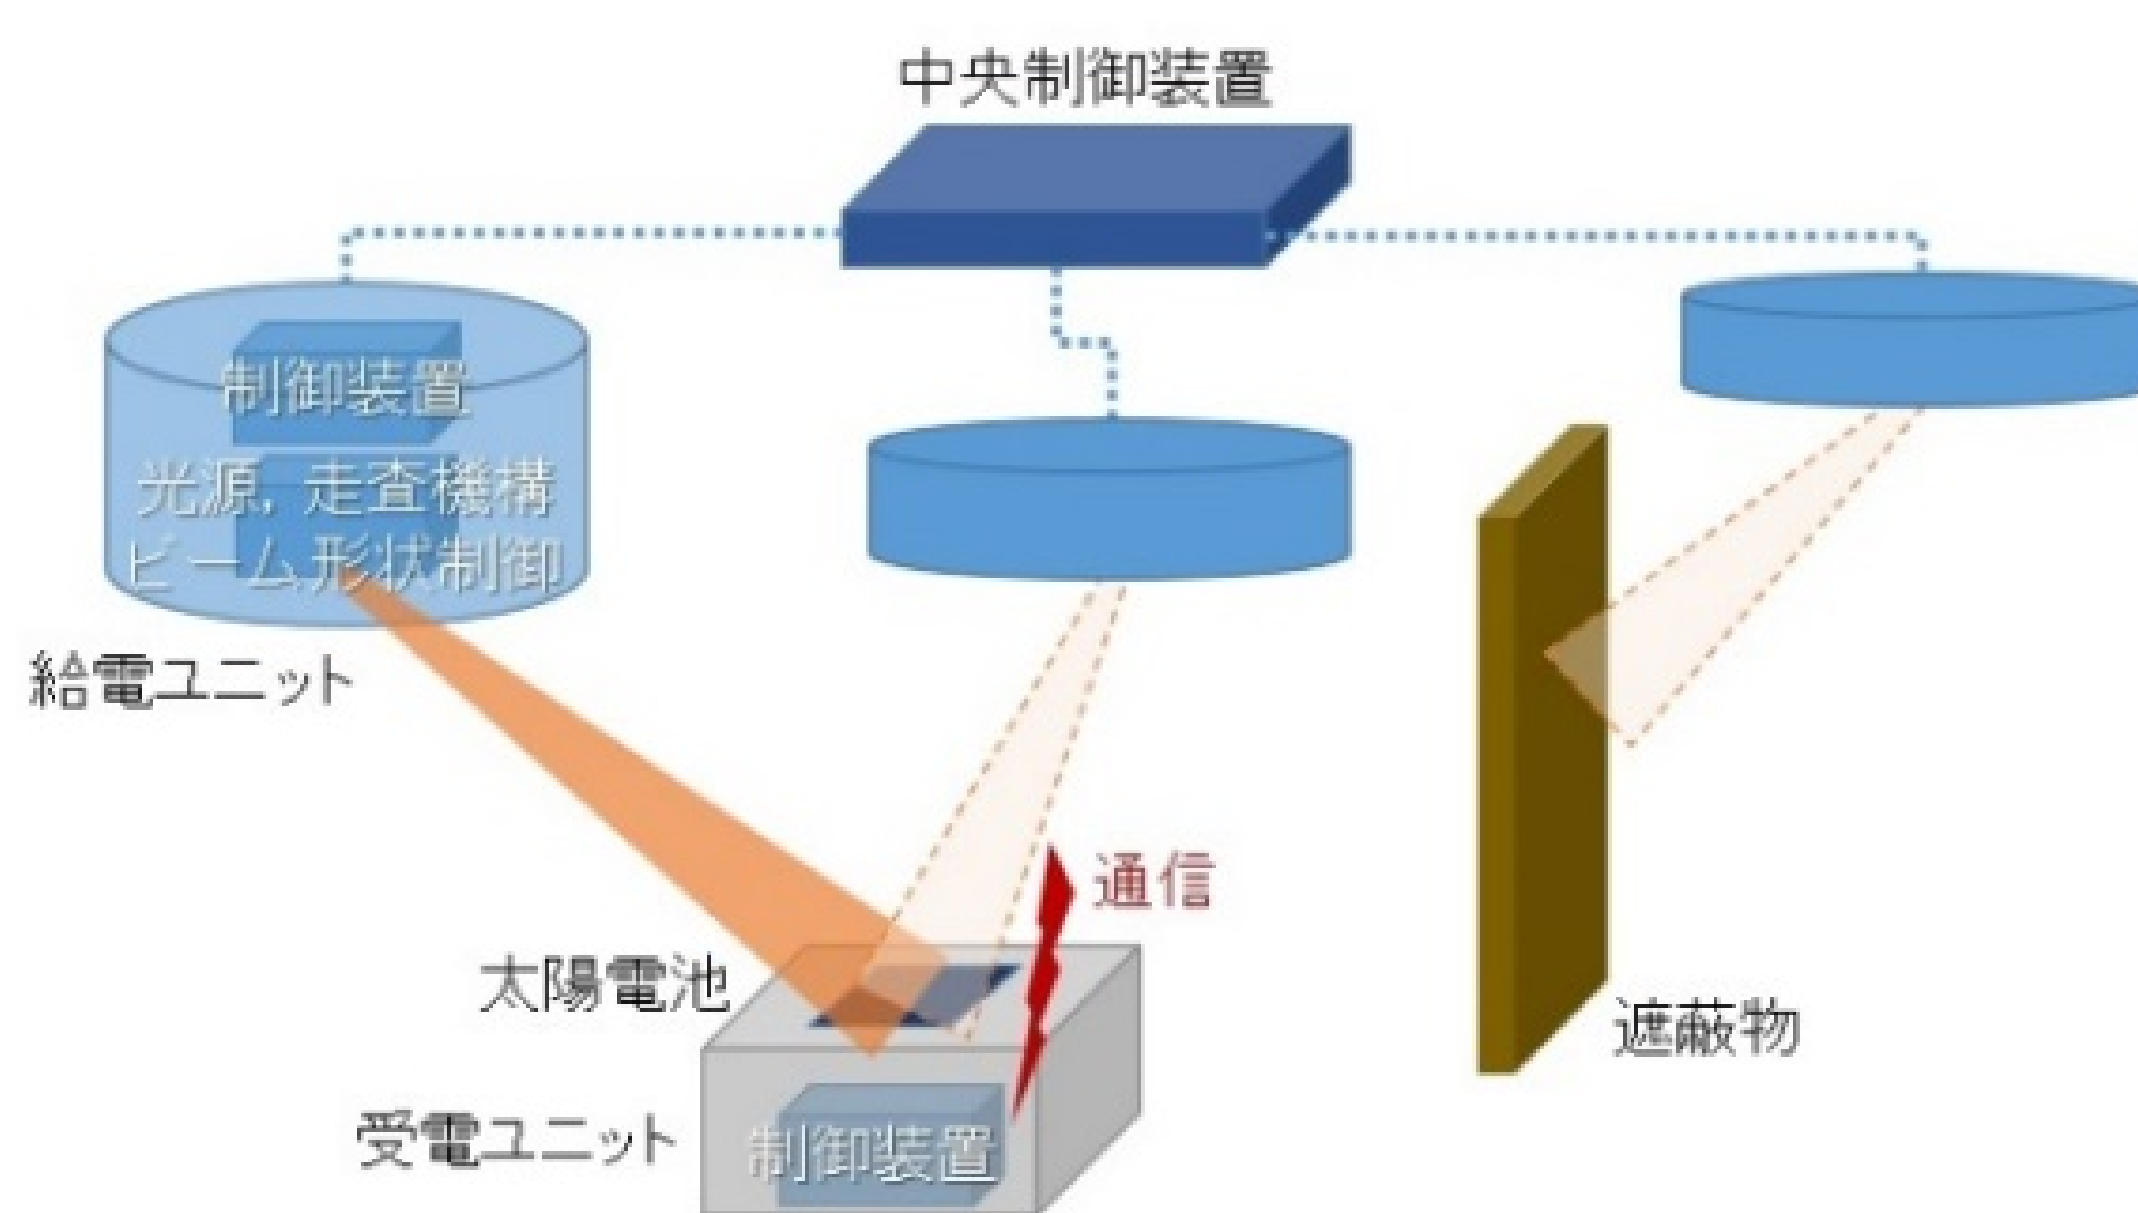 中央制御装置
制御装置
光源, 走査機構
ビーム形状制御
給電ユニット
通信
太陽電池
遮蔽物
受電ユニット
制御装置